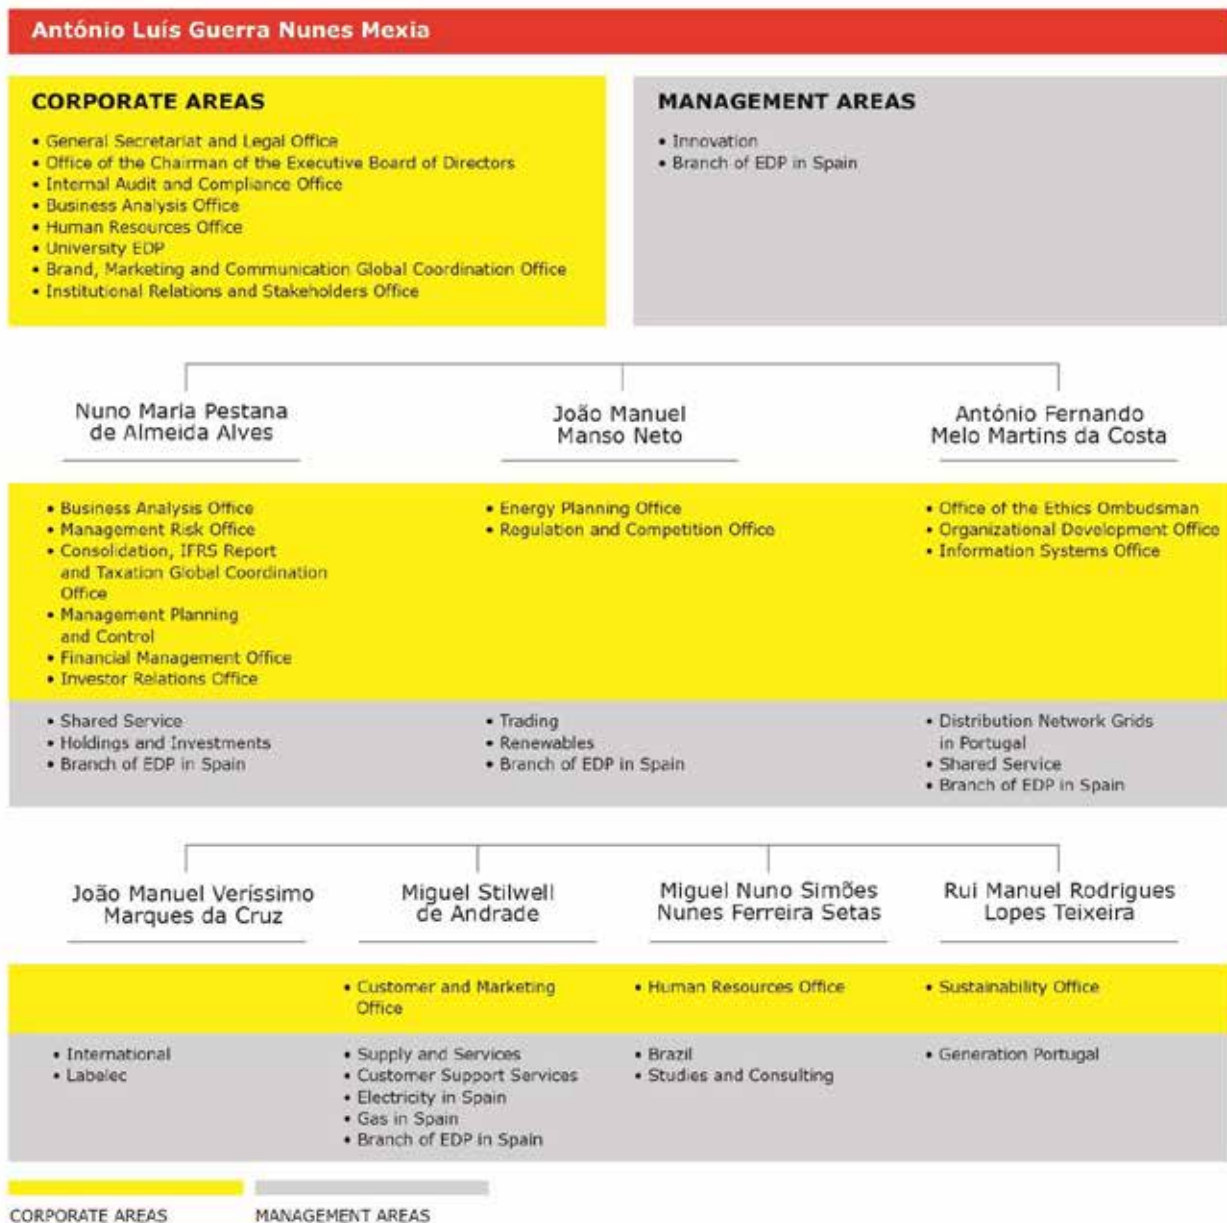 António Luís Guerra Nunes Mexia
CORPORATE AREAS
• General Secretariat and Legal Office
• Office of the Chairman of the Executive Board of Directors
• Internal Audit and Compliance Office
• Business Analysis Office
• Human Resources Office
• University EDP
• Brand, Marketing and Communication Global Coordination Office
• Institutional Relations and Stakeholders Office
MANAGEMENT AREAS
• Innovation
• Branch of EDP in Spain
Nuno Maria Pestana
de Almeida Alves
João Manuel
Manso Neto
António Fernando
Melo Martins da Costa
• Business Analysis Office
• Management Risk Office
• Consolidation, IFRS Report
and Taxation Global Coordination
Office
• Management Planning
and Control
• Financial Management Office
• Investor Relations Office
• Energy Planning Office
• Regulation and Competition Office
• Office of the Ethics Ombudsman
• Organizational Development Office
• Information Systems Office
• Shared Service
• Holdings and Investments
• Branch of EDP in Spain
• Trading
• Renewables
• Branch of EDP in Spain
• Distribution Network Grids
in Portugal
• Shared Service
• Branch of EDP in Spain
João Manuel Veríssimo
Marques da Cruz
Miguel Stilwell
de Andrade
Miguel Nuno Simões
Nunes Ferreira Setas
Rui Manuel Rodrigues
Lopes Teixeira
• Customer and Marketing
Office
• Human Resources Office
• Sustainability Office
• International
• Labelec
• Supply and Services
• Customer Support Services
• Electricity in Spain
• Gas in Spain
• Branch of EDP in Spain
• Brazil
• Studies and Consulting
• Generation Portugal
CORPORATE AREAS
MANAGEMENT AREAS